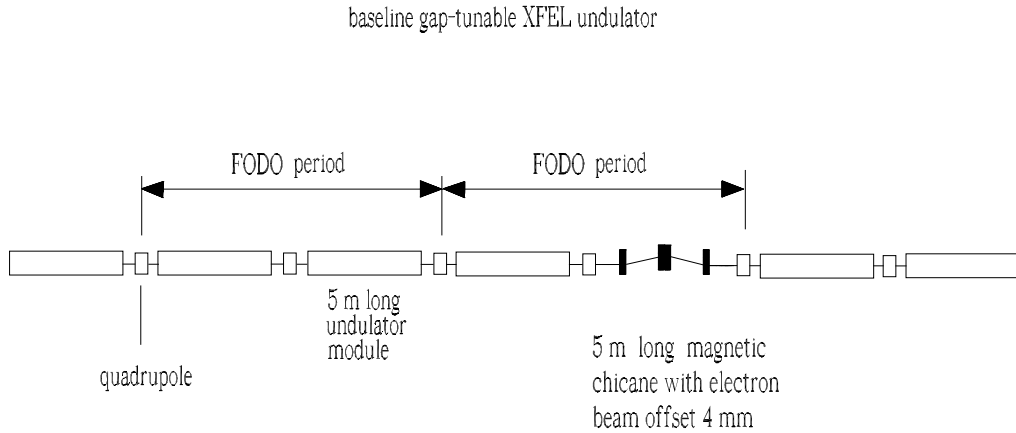 baseline gap-tunable XFEL undulator
FODO period
FODO period
5 m long
undulator
module
quadrupole
5 m long magnetic
chicane with electron
beam offset 4 mm